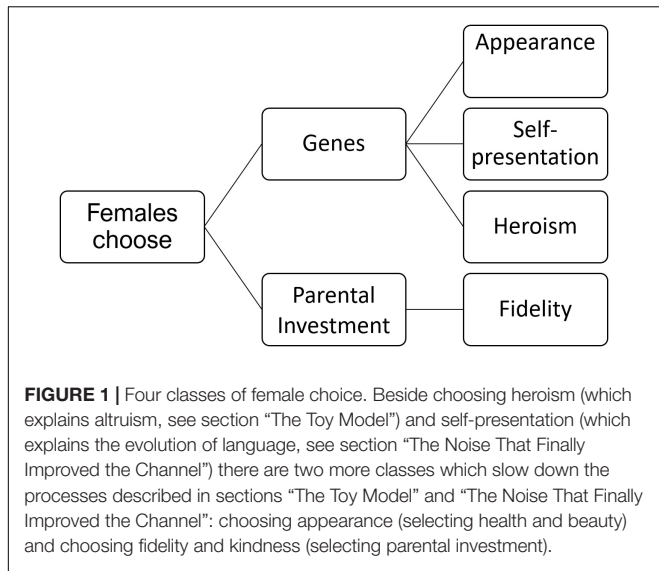 Appearance
Genes
Self-
presentation
Females
choose
Heroism
Parental
Investment
Fidelity
FIGURE 1 | Four classes of female choice. Beside choosing heroism (which
explains altruism, see section “The Toy Model”) and self-presentation (which
explains the evolution of language, see section “The Noise That Finally
Improved the Channel”) there are two more classes which slow down the
processes described in sections “The Toy Model” and “The Noise That Finally
Improved the Channel”: choosing appearance (selecting health and beauty)
and choosing fidelity and kindness (selecting parental investment).